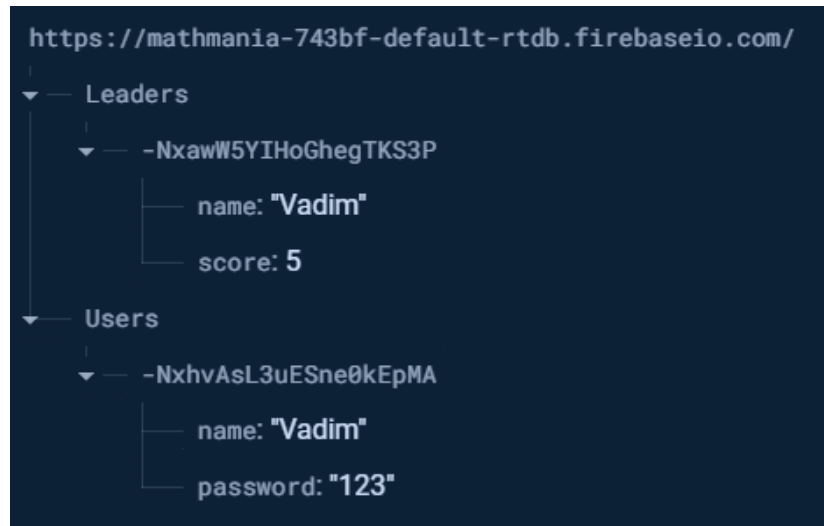 https://mathmania-743bf-default-rtdb.firebaseio.com/
Leaders
-NxawW5YIHoGhegTKS3P
name: "Vadim"
score: 5
Users
-NxhvAsL3uESne0kEpMA
name: "Vadim"
password: "123"